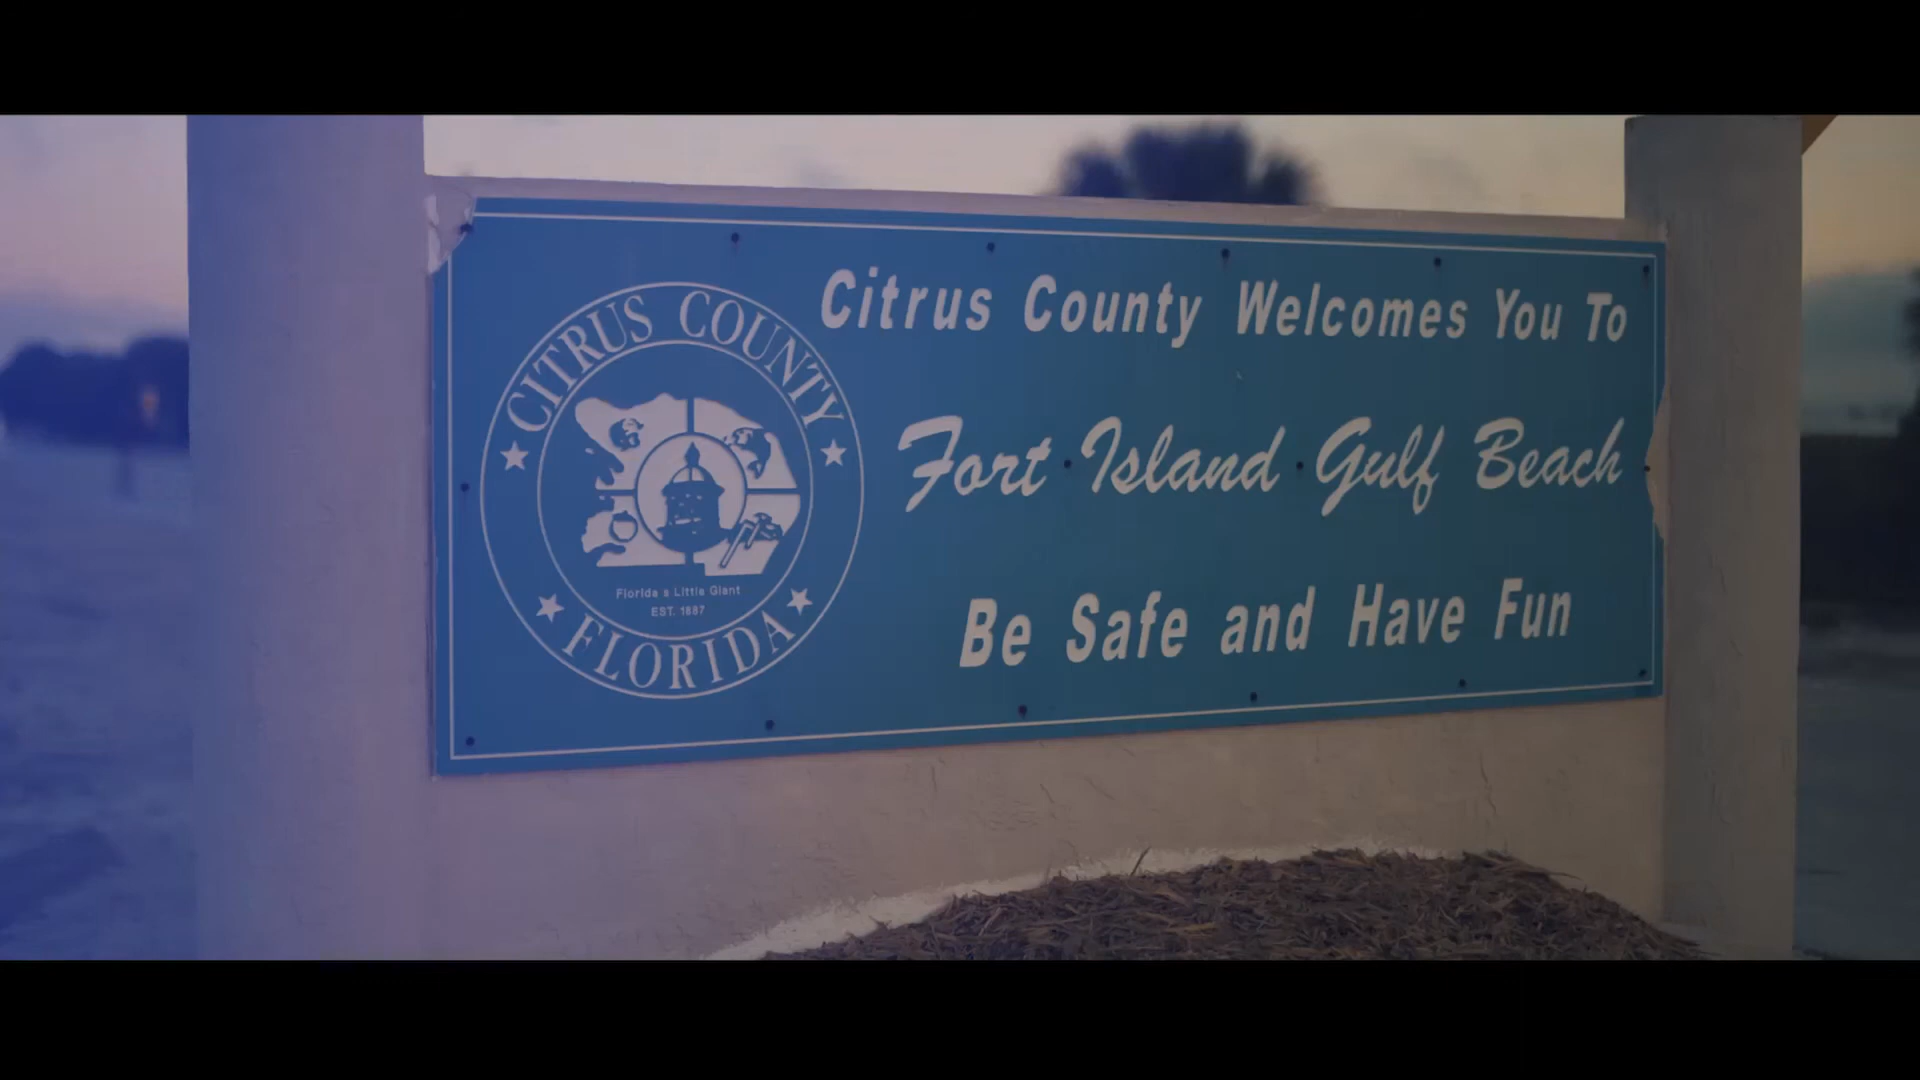 CITRUS COUNTY
Florida s Little Giant
EST. 1887
FLORIDA
Citrus County Welcomes You To
Fort Island Gulf Beach
Be Safe and Have Fun